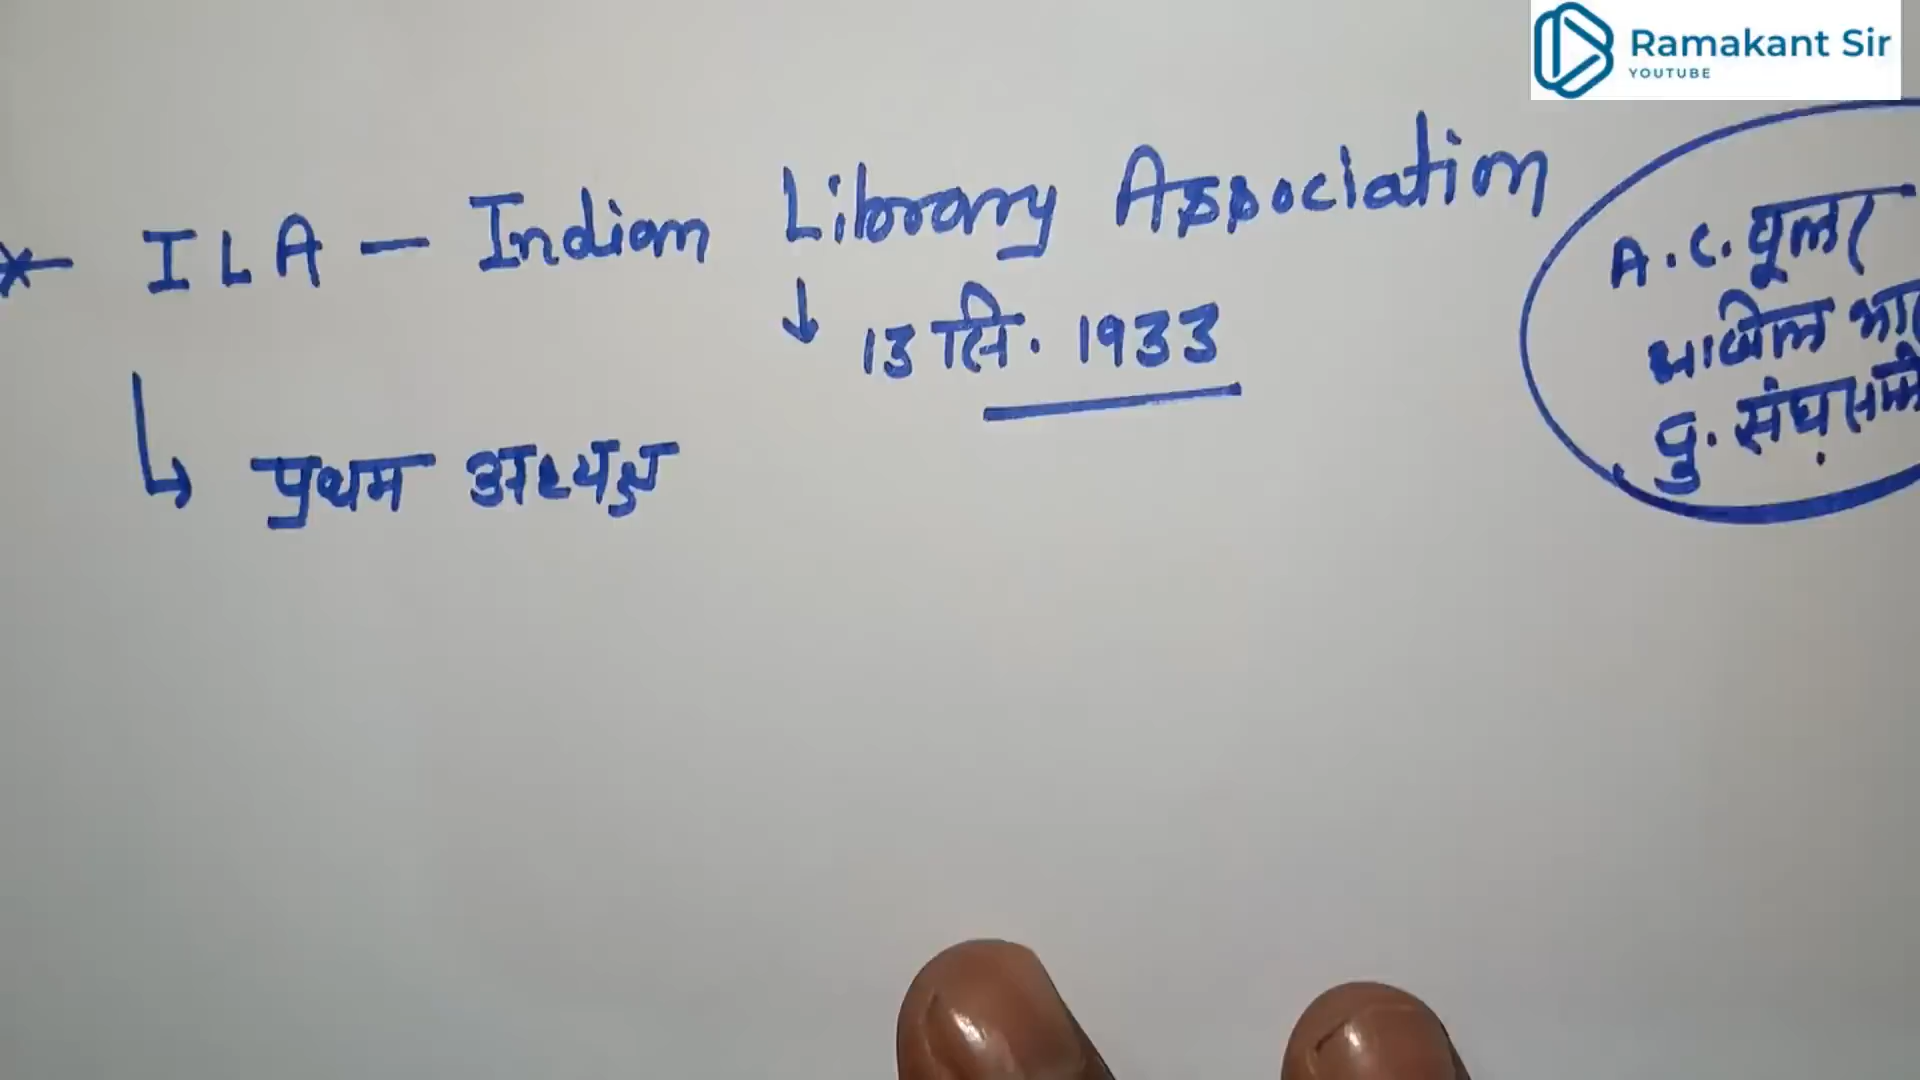 Ramakant Sir
YOUTUBE
* ILA - Indian Library Association
↓ 13 सि. 1933
↳ प्रथम अध्यक्ष
A.C. वूलर
अखिल
पु. संघ